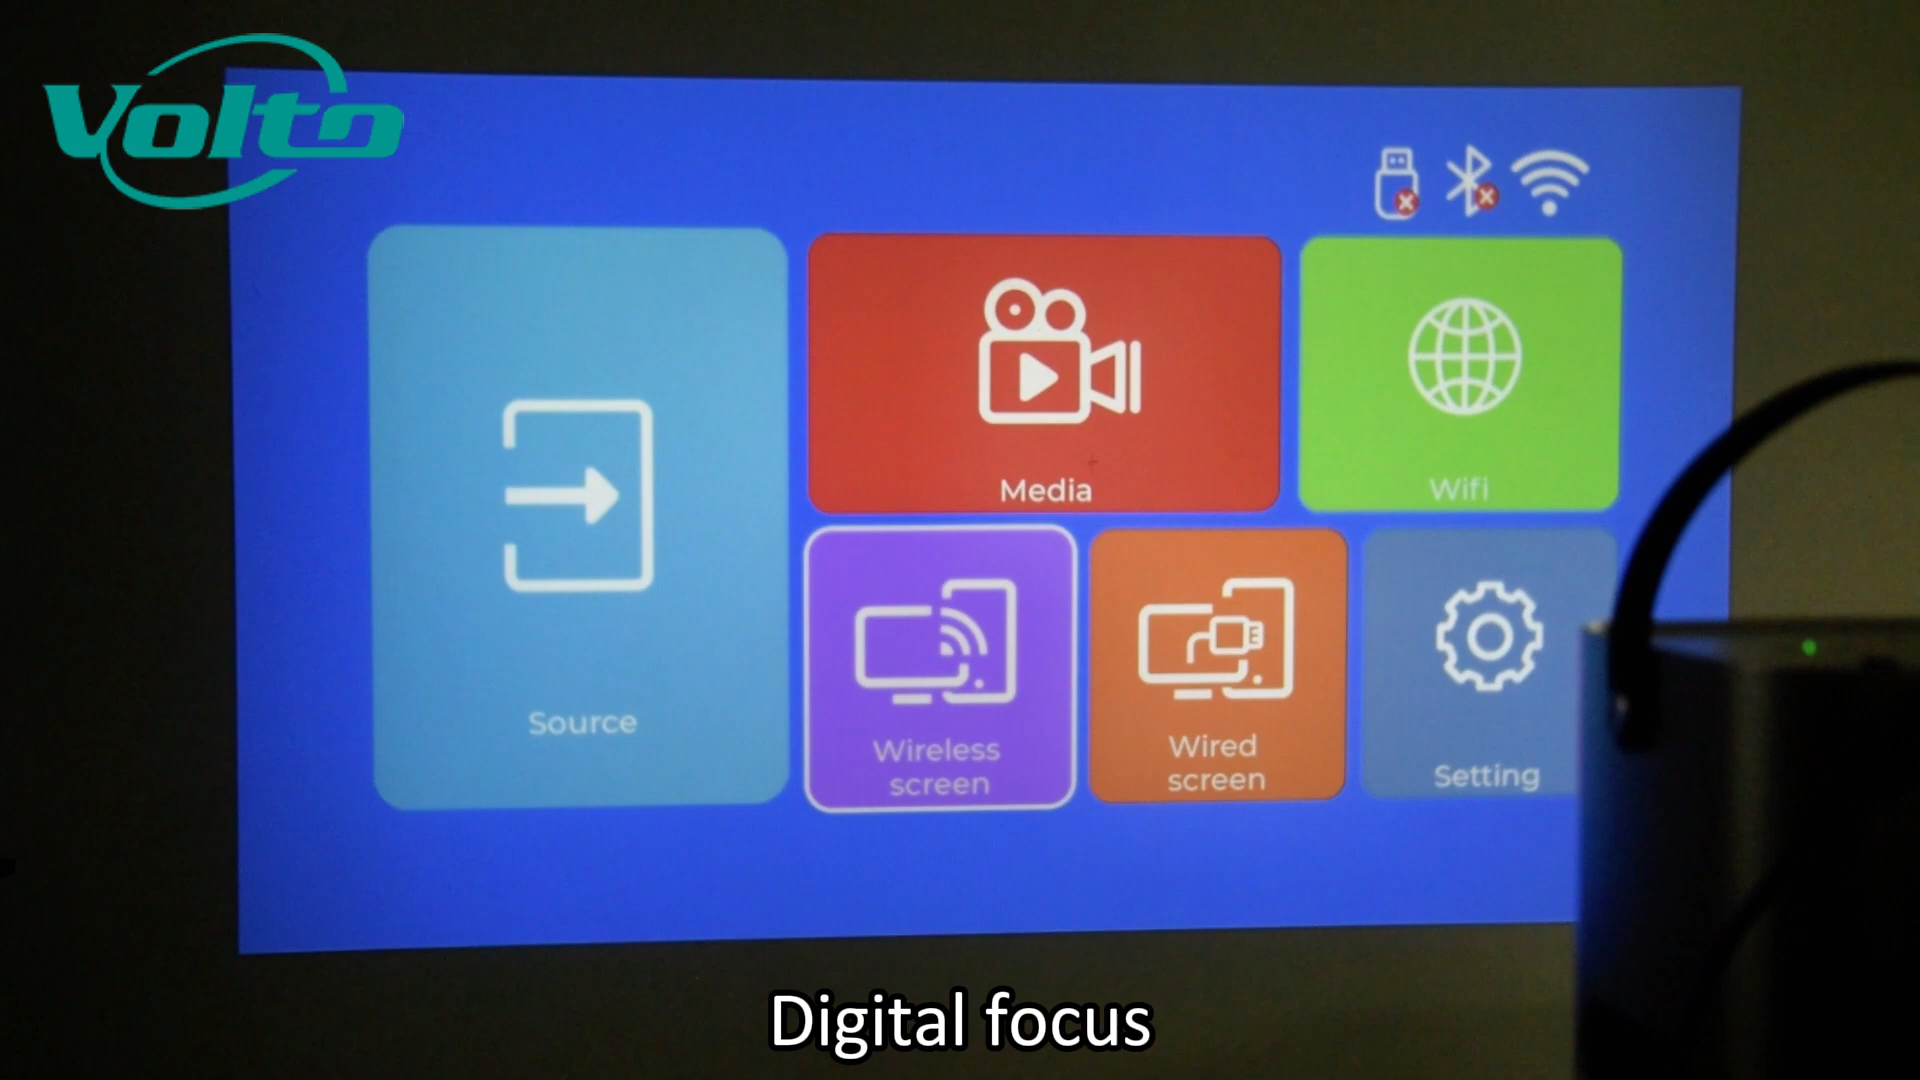 Volto
Media
Wifi
Source
Wireless
screen
Wired
screen
Setting
Digital focus